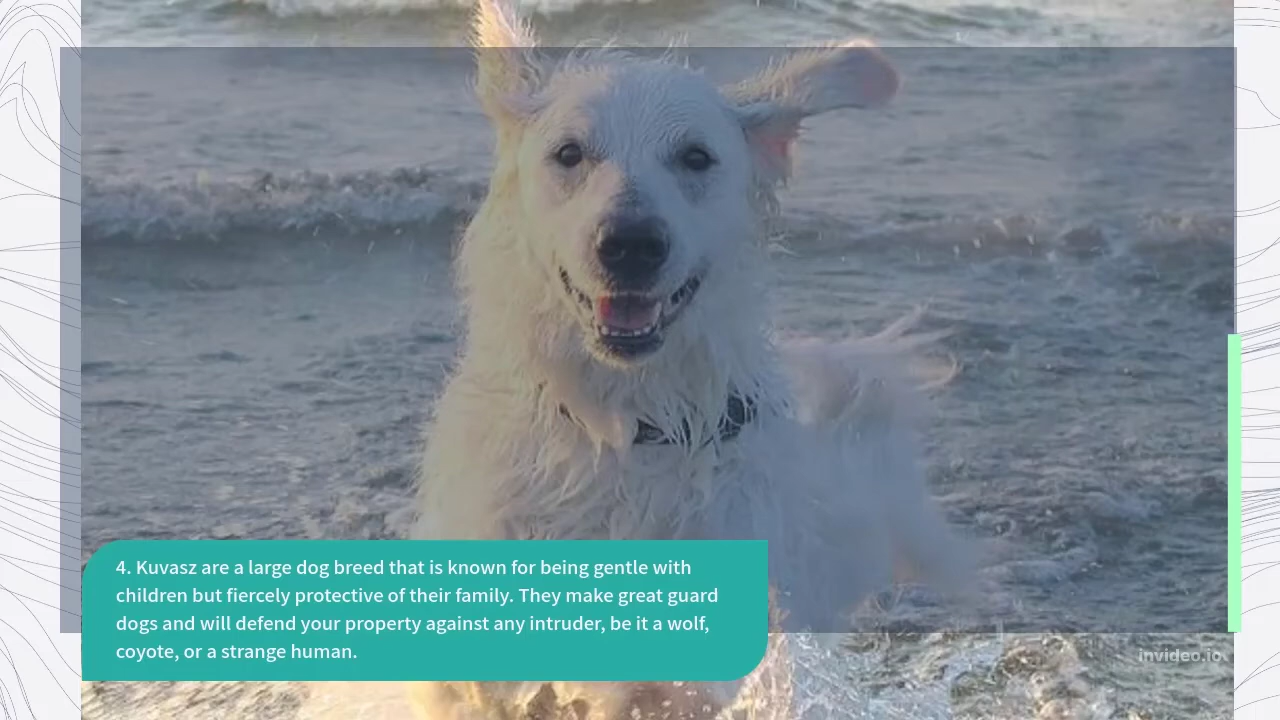 4. Kuvasz are a large dog breed that is known for being gentle with
children but fiercely protective of their family. They make great guard
dogs and will defend your property against any intruder, be it a wolf,
coyote, or a strange human.
invideo.io